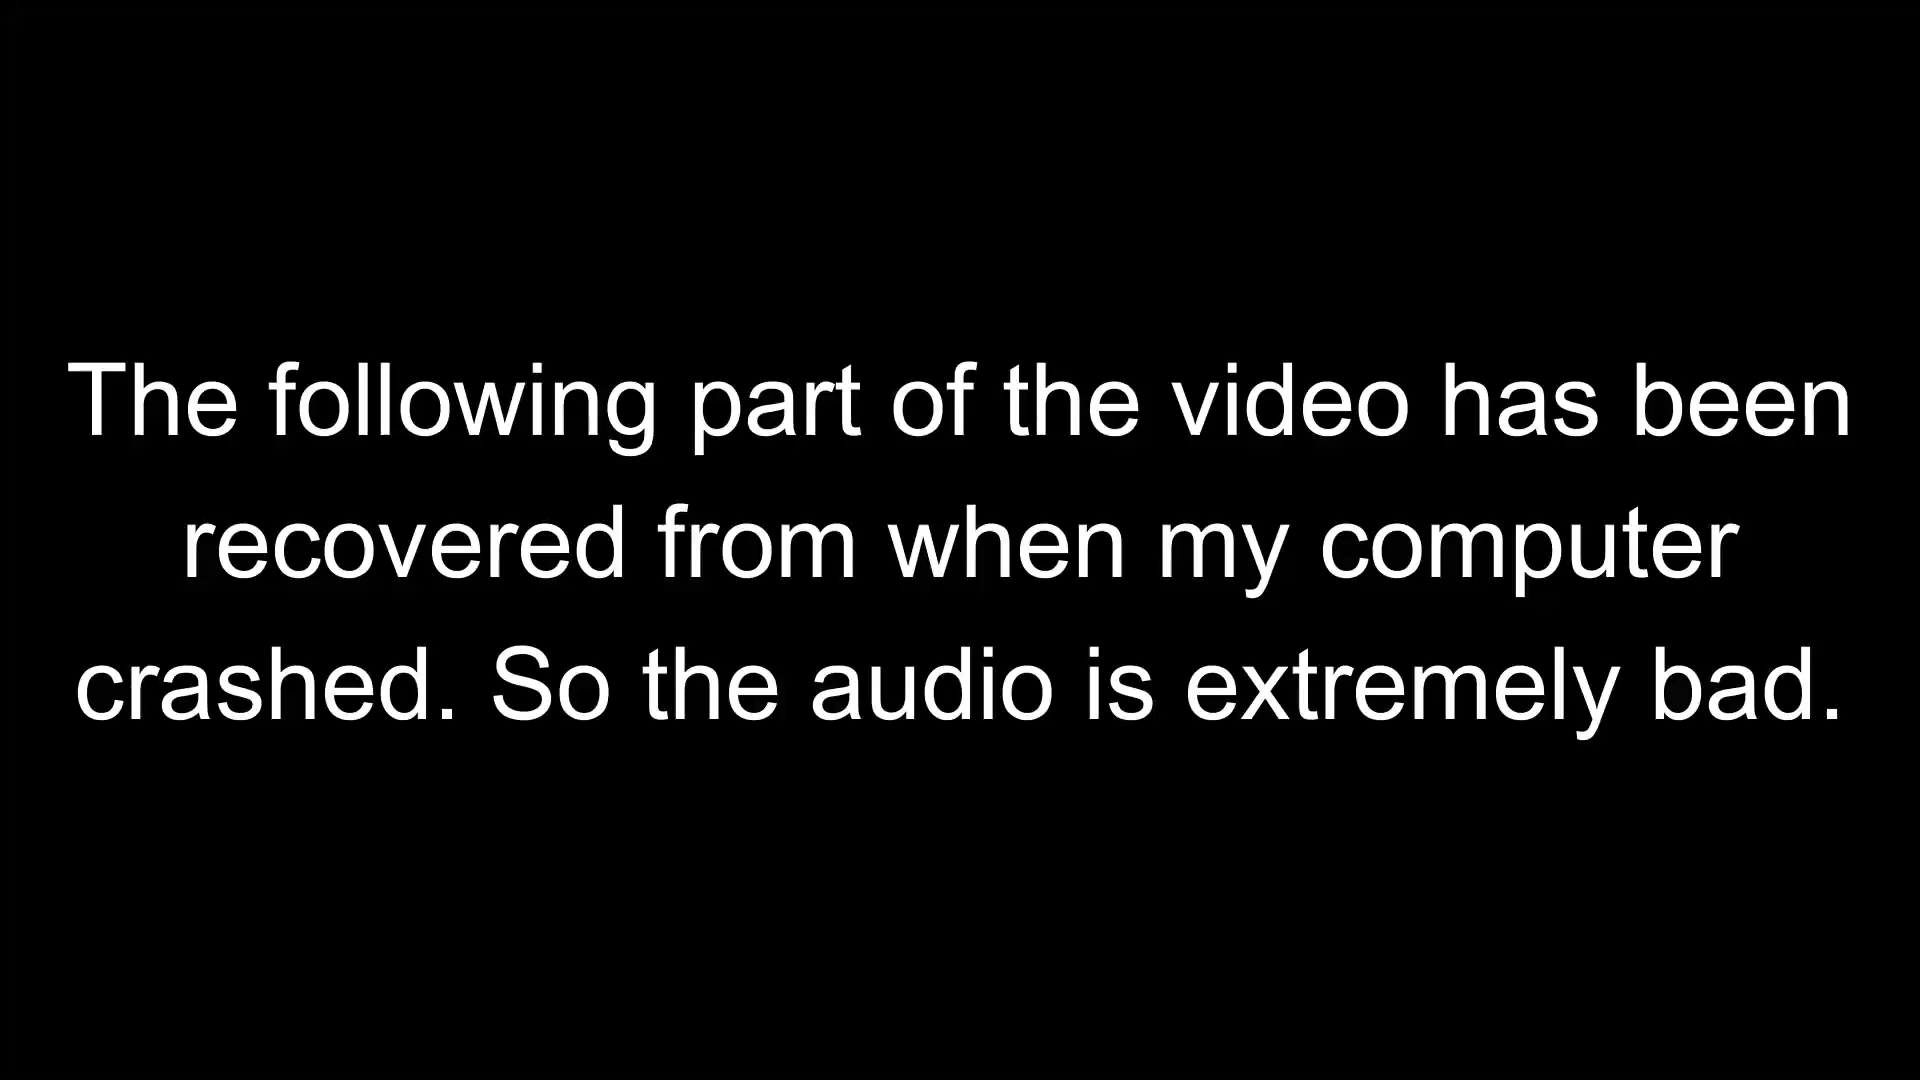 The following part of the video has been
recovered from when my computer
crashed. So the audio is extremely bad.